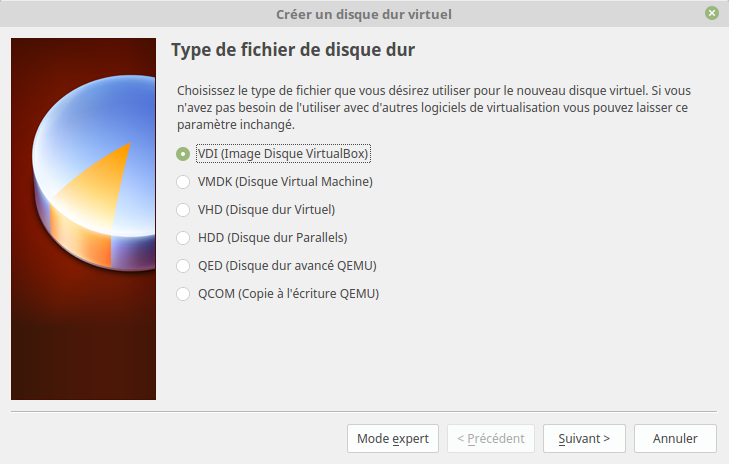 Créer un disque dur virtuel
Type de fichier de disque dur
Choisissez le type de fichier que vous désirez utiliser pour le nouveau disque virtuel. Si vous
n'avez pas besoin de l'utiliser avec d'autres logiciels de virtualisation vous pouvez laisser ce
paramètre inchangé.
VDI (Image Disque VirtualBox)
VMDK (Disque Virtual Machine)
VHD (Disque dur Virtuel)
HDD (Disque dur Parallels)
QED (Disque dur avancé QEMU)
QCOM (Copie à l'écriture QEMU)
Mode expert
< Précédent
Suivant >
Annuler